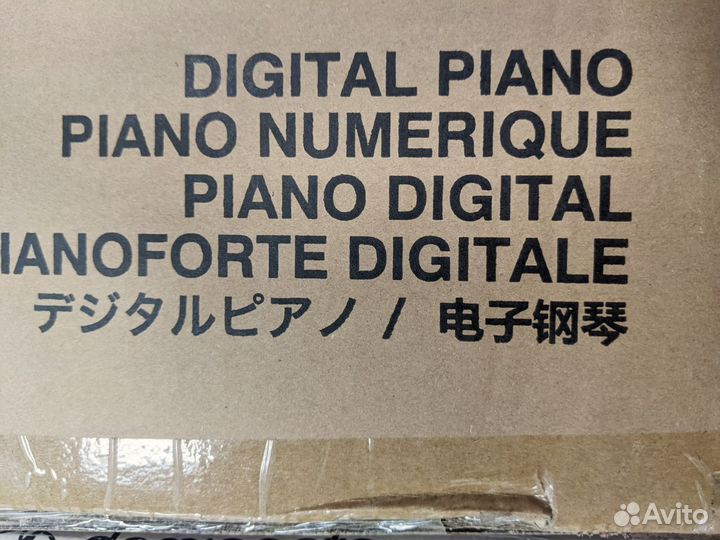 DIGITAL PIANO
PIANO NUMERIQUE
PIANO DIGITAL
IANOFORTE DIGITALE
デジタルピアノ / 电子钢琴
Avito